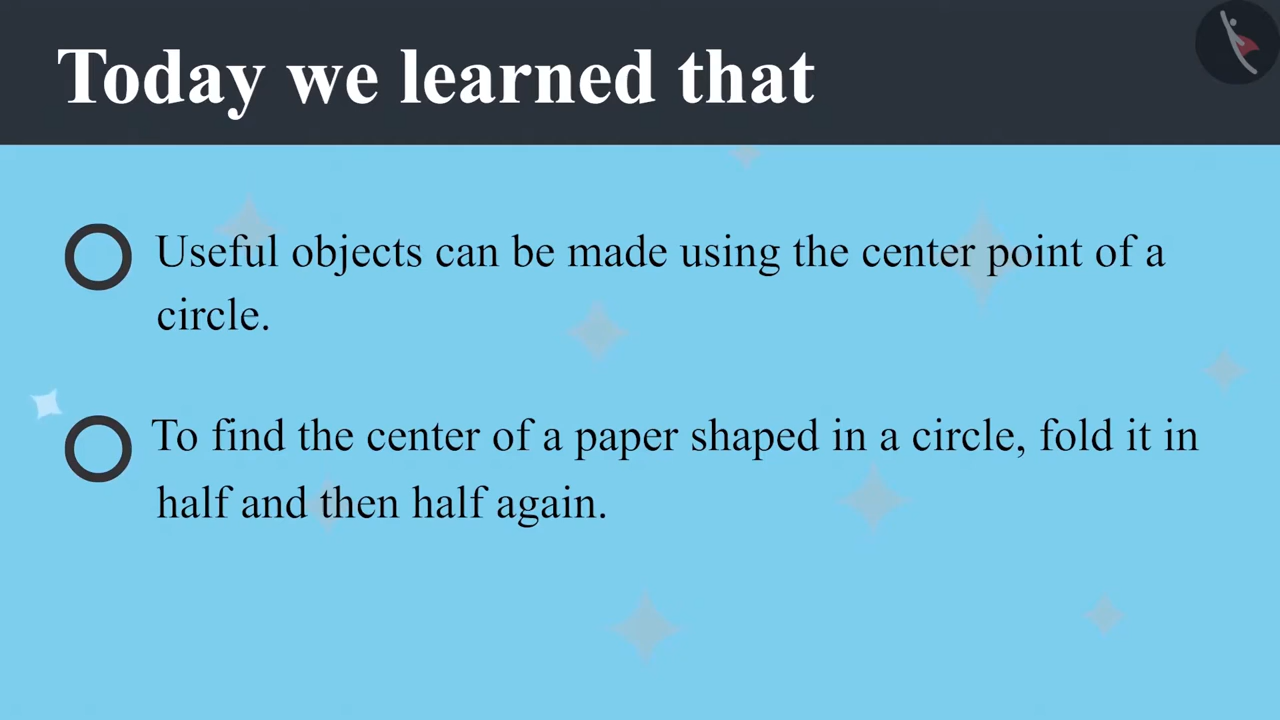 Today we learned that
Useful objects can be made using the center point of a
circle.
To find the center of a paper shaped in a circle, fold it in
half and then half again.